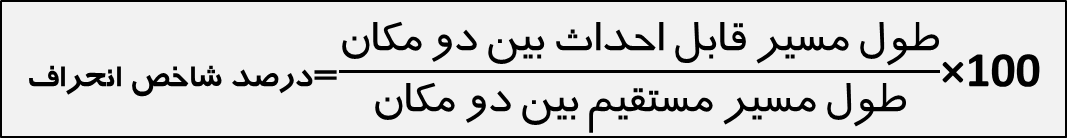 طول مسیر قابل احداث بین دو مکان
درصد شاخص انحراف=
×100
طول مسیر مستقیم بین دو مکان